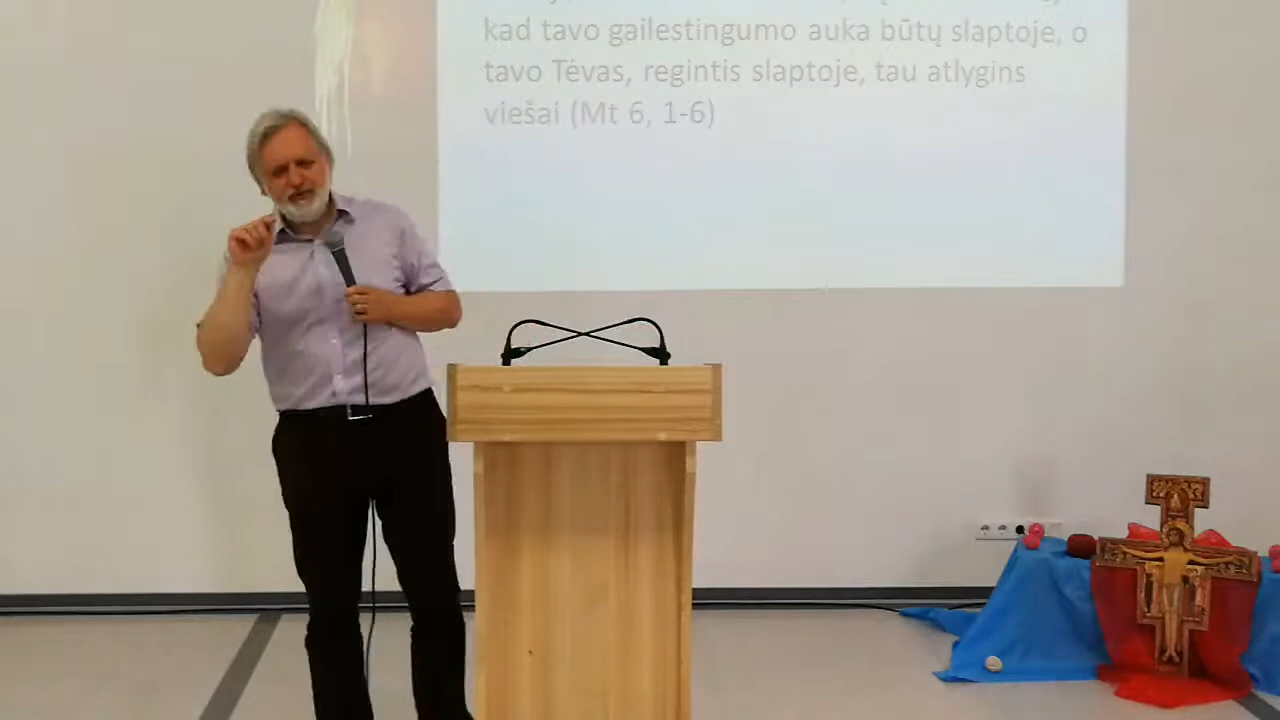 kad tavo gailestingumo auka būtų slaptoje, o
tavo Tėvas, regintis slaptoje, tau atlygins
viešai (Mt 6, 1-6)